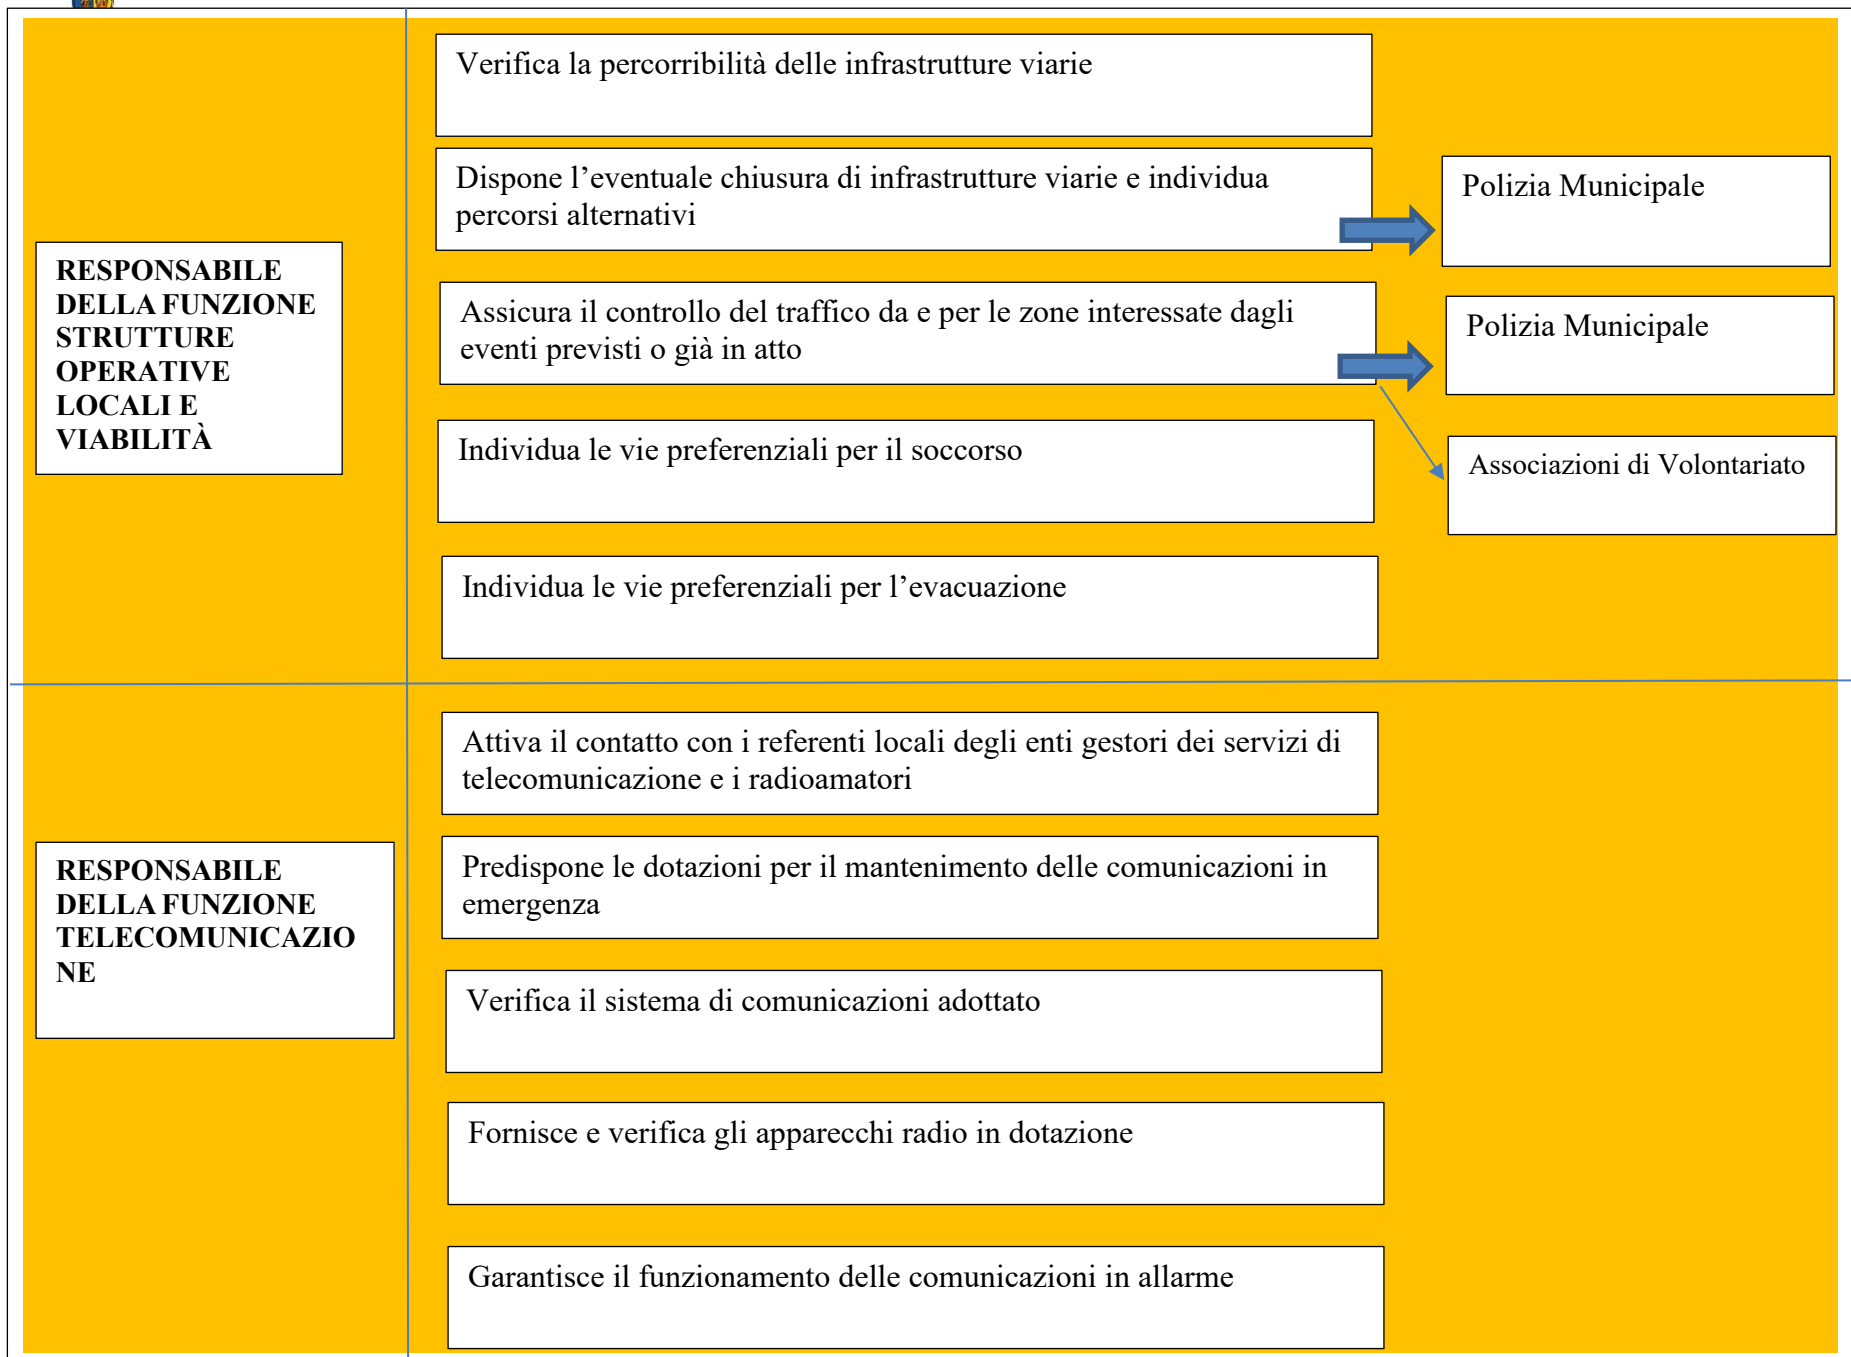 Verifica la percorribilità delle infrastrutture viarie
Dispone l’eventuale chiusura di infrastrutture viarie e individua
percorsi alternativi
Polizia Municipale
RESPONSABILE
DELLA FUNZIONE
STRUTTURE
OPERATIVE
LOCALI E
VIABILITÀ
Assicura il controllo del traffico da e per le zone interessate dagli
eventi previsti o già in atto
Polizia Municipale
Individua le vie preferenziali per il soccorso
Associazioni di Volontariato
Individua le vie preferenziali per l’evacuazione
Attiva il contatto con i referenti locali degli enti gestori dei servizi di
telecomunicazione e i radioamatori
RESPONSABILE
DELLA FUNZIONE
TELECOMUNICAZIO
NE
Predispone le dotazioni per il mantenimento delle comunicazioni in
emergenza
Verifica il sistema di comunicazioni adottato
Fornisce e verifica gli apparecchi radio in dotazione
Garantisce il funzionamento delle comunicazioni in allarme